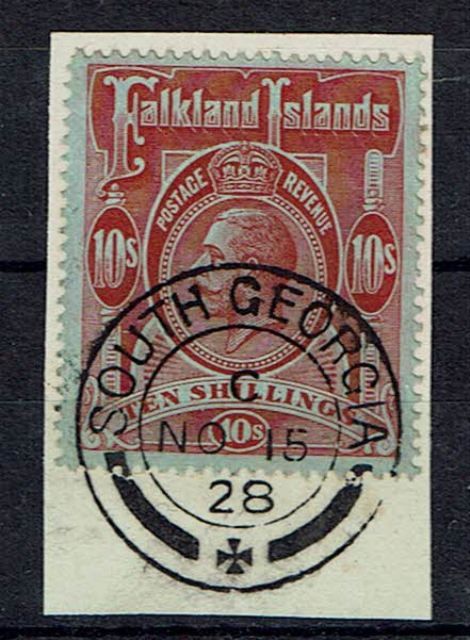 Falkland Islands
POSTAGE REVENUE
10s 10s
SOUTH GEORGIA
TEN SHILLINGS
C
10s
NO 15
28